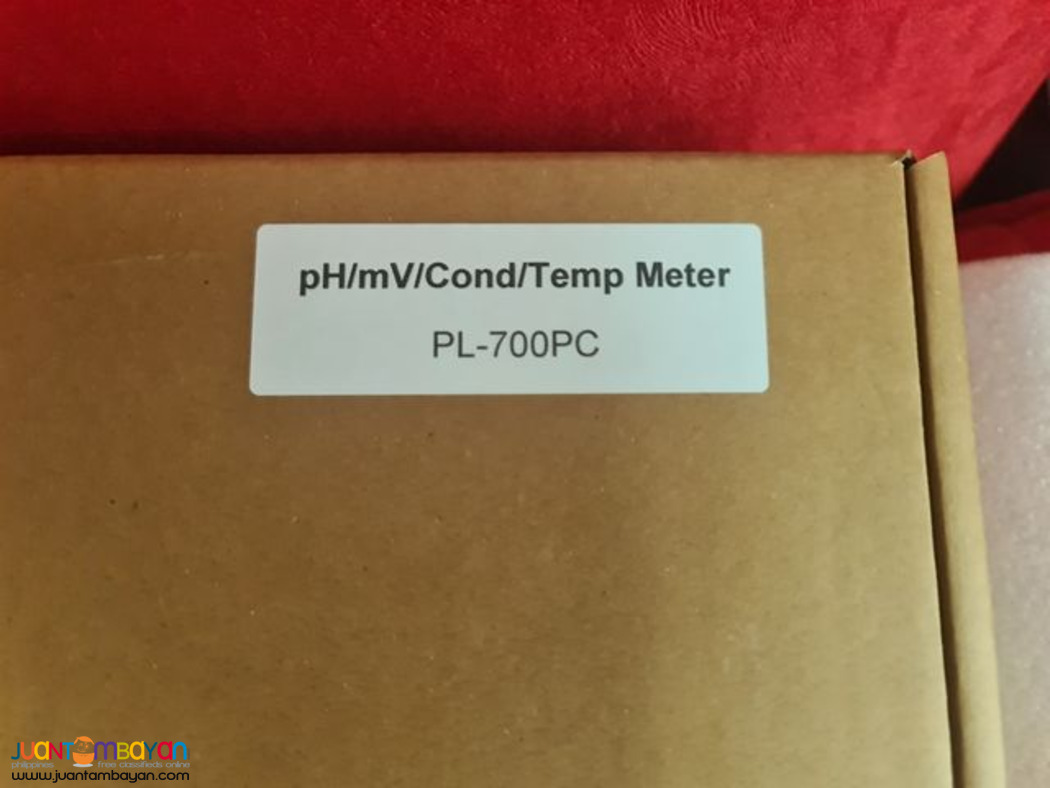 pH/mV/Cond/Temp Meter
PL-700PC
JUANTAMBAYAN
philippines free classifieds online
www.juantambayan.com